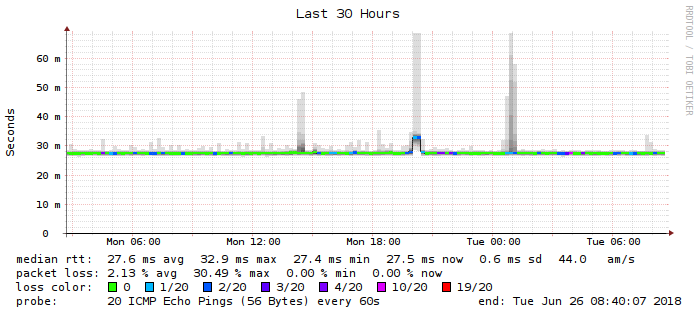 Last 30 Hours
RRDTOOL / TOBI OETIKER
Seconds
60 m
50 m
40 m
30 m
20 m
10 m
0
Mon 06:00 Mon 12:00 Mon 18:00 Tue 00:00 Tue 06:00
median rtt: 27.6 ms avg 32.9 ms max 27.4 ms min 27.5 ms now 0.6 ms sd 44.0 am/s
packet loss: 2.13 % avg 30.49 % max 0.00 % min 0.00 % now
loss color: 0 1/20 2/20 3/20 4/20 10/20 19/20
probe: 20 ICMP Echo Pings (56 Bytes) every 60s end: Tue Jun 26 08:40:07 2018